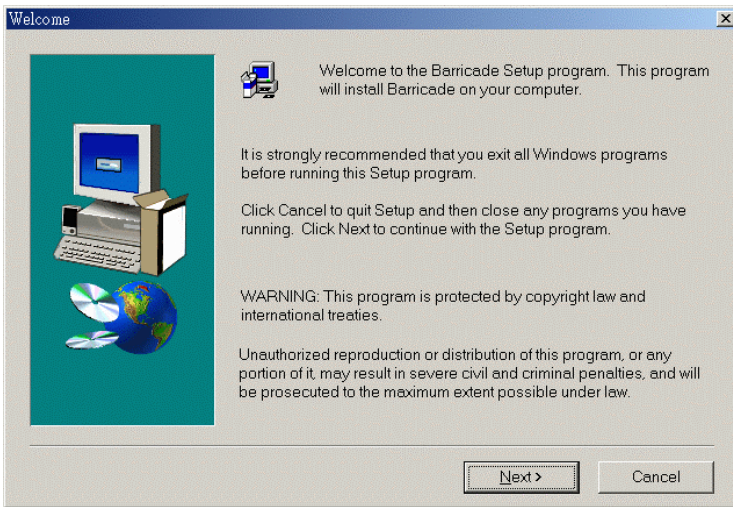 Welcome
Welcome to the Barricade Setup program. This program
will install Barricade on your computer.
It is strongly recommended that you exit all Windows programs
before running this Setup program.
Click Cancel to quit Setup and then close any programs you have
running. Click Next to continue with the Setup program.
WARNING: This program is protected by copyright law and
international treaties.
Unauthorized reproduction or distribution of this program, or any
portion of it, may result in severe civil and criminal penalties, and will
be prosecuted to the maximum extent possible under law.
Next >
Cancel